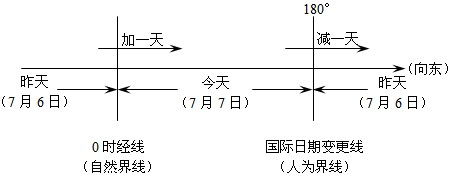 180°
加一天
减一天
(向东)
昨天
今天
昨天
(7月6日)
(7月7日)
(7月6日)
0时经线
国际日期变更线
(自然界线)
(人为界线)